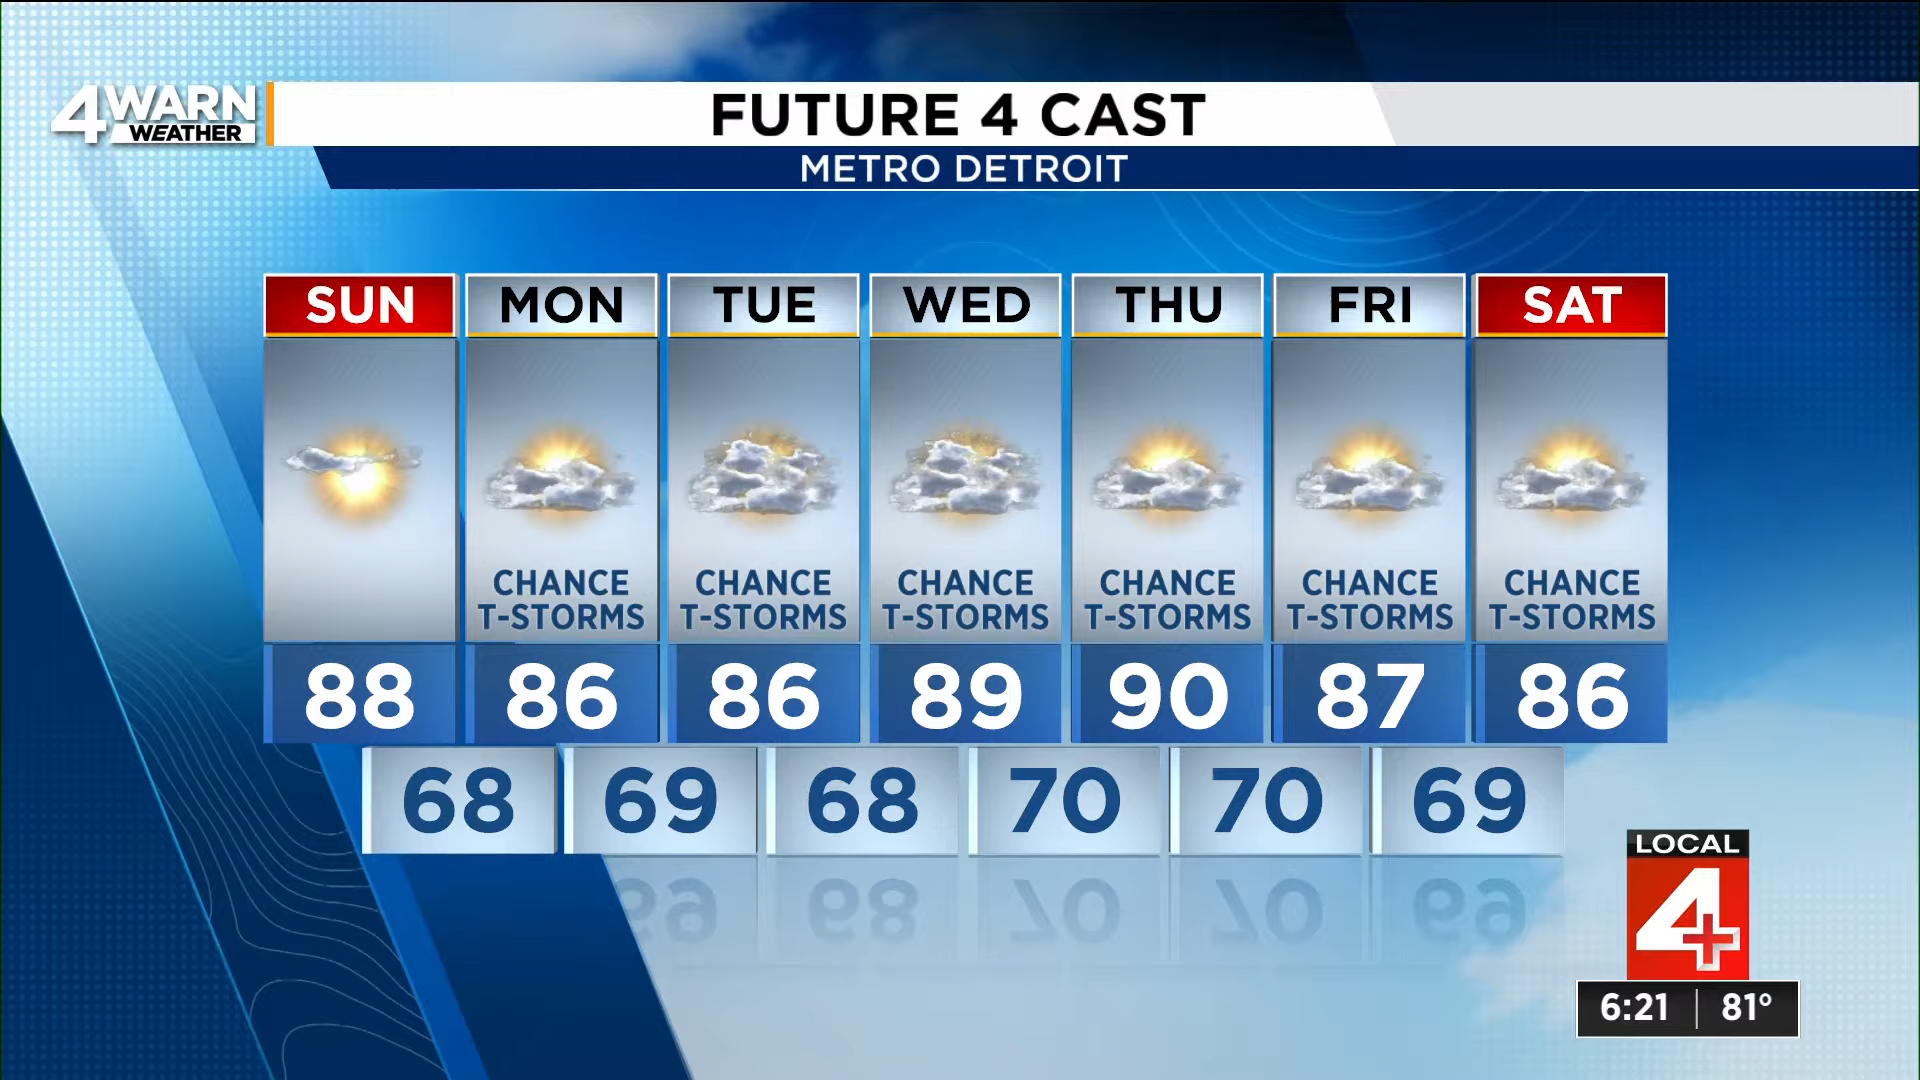 4WARN
WEATHER
FUTURE 4 CAST
METRO DETROIT
SUN MON TUE WED THU FRI SAT
CHANCE CHANCE CHANCE CHANCE CHANCE CHANCE
T-STORMS T-STORMS T-STORMS T-STORMS T-STORMS T-STORMS
88 86 86 89 90 87 86
68 69 68 70 70 69
LOCAL
4+
6:21 81°